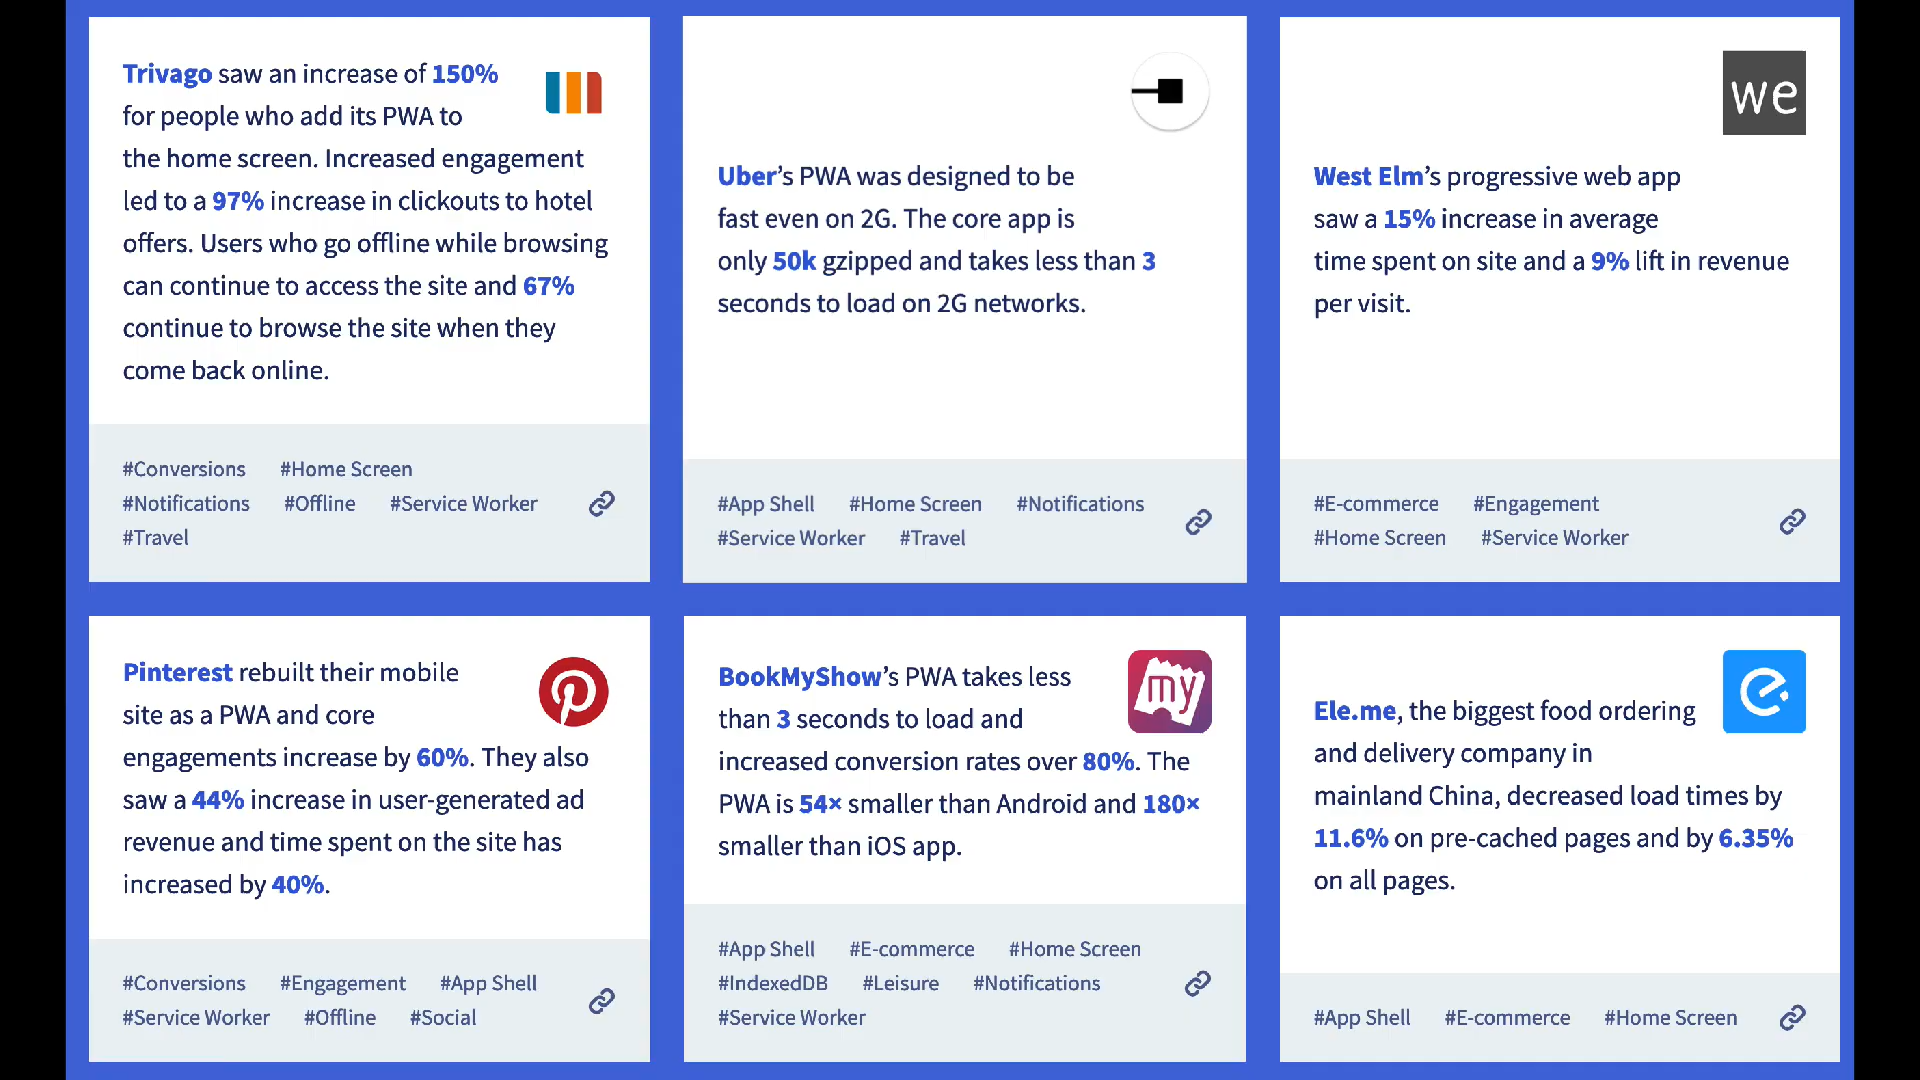 Trivago saw an increase of 150%
for people who add its PWA to
the home screen. Increased engagement
led to a 97% increase in clickouts to hotel
offers. Users who go offline while browsing
can continue to access the site and 67%
continue to browse the site when they
come back online.
#Conversions #Home Screen
#Notifications #Offline #Service Worker
#Travel
Uber’s PWA was designed to be
fast even on 2G. The core app is
only 50k gzipped and takes less than 3
seconds to load on 2G networks.
#App Shell #Home Screen #Notifications
#Service Worker #Travel
we
West Elm’s progressive web app
saw a 15% increase in average
time spent on site and a 9% lift in revenue
per visit.
#E-commerce #Engagement
#Home Screen #Service Worker
Pinterest rebuilt their mobile
site as a PWA and core
engagements increase by 60%. They also
saw a 44% increase in user-generated ad
revenue and time spent on the site has
increased by 40%.
#Conversions #Engagement #App Shell
#Service Worker #Offline #Social
my
BookMyShow’s PWA takes less
than 3 seconds to load and
increased conversion rates over 80%. The
PWA is 54× smaller than Android and 180×
smaller than iOS app.
#App Shell #E-commerce #Home Screen
#IndexedDB #Leisure #Notifications
#Service Worker
Ele.me, the biggest food ordering
and delivery company in
mainland China, decreased load times by
11.6% on pre-cached pages and by 6.35%
on all pages.
#App Shell #E-commerce #Home Screen